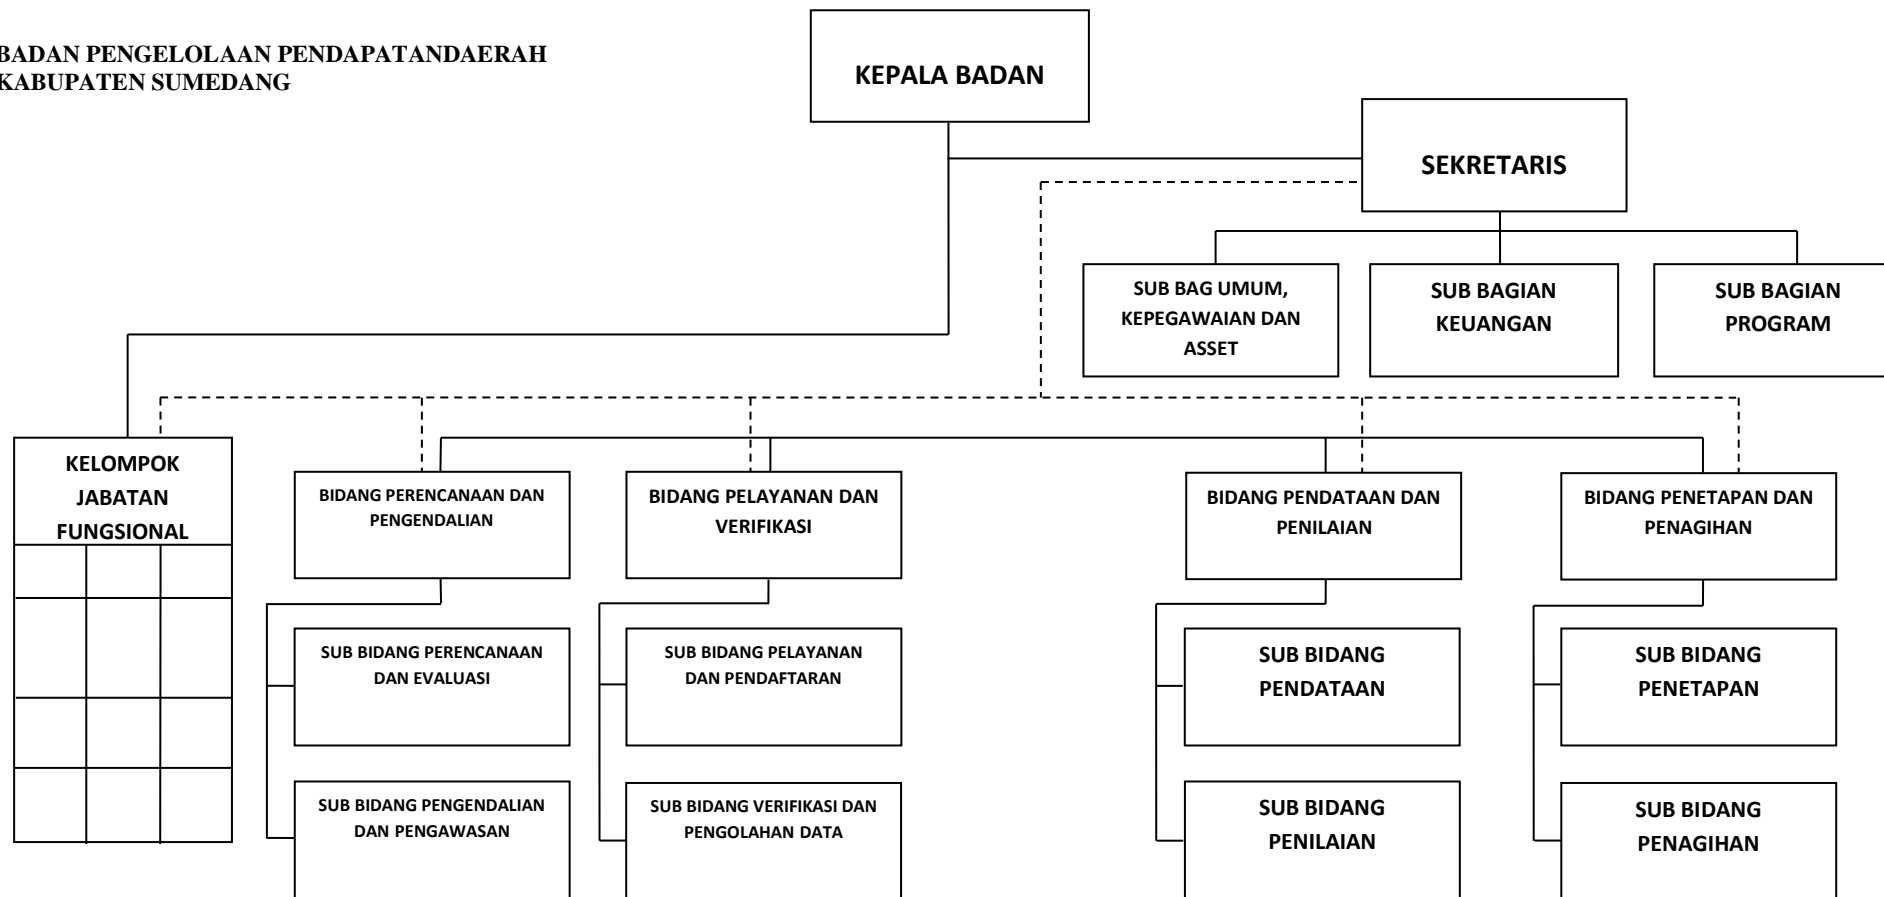 BADAN PENGELOLAAN PENDAPATANDAERAH
KABUPATEN SUMEDANG
KEPALA BADAN
SEKRETARIS
SUB BAG UMUM,
KEPEGAWAIAN DAN
ASSET
SUB BAGIAN
KEUANGAN
SUB BAGIAN
PROGRAM
KELOMPOK
JABATAN
FUNGSIONAL
BIDANG PERENCANAAN DAN
PENGENDALIAN
BIDANG PELAYANAN DAN
VERIFIKASI
BIDANG PENDATAAN DAN
PENILAIAN
BIDANG PENETAPAN DAN
PENAGIHAN
SUB BIDANG PERENCANAAN
DAN EVALUASI
SUB BIDANG PELAYANAN
DAN PENDAFTARAN
SUB BIDANG
PENDATAAN
SUB BIDANG
PENETAPAN
SUB BIDANG PENGENDALIAN
DAN PENGAWASAN
SUB BIDANG VERIFIKASI DAN
PENGOLAHAN DATA
SUB BIDANG
PENILAIAN
SUB BIDANG
PENAGIHAN